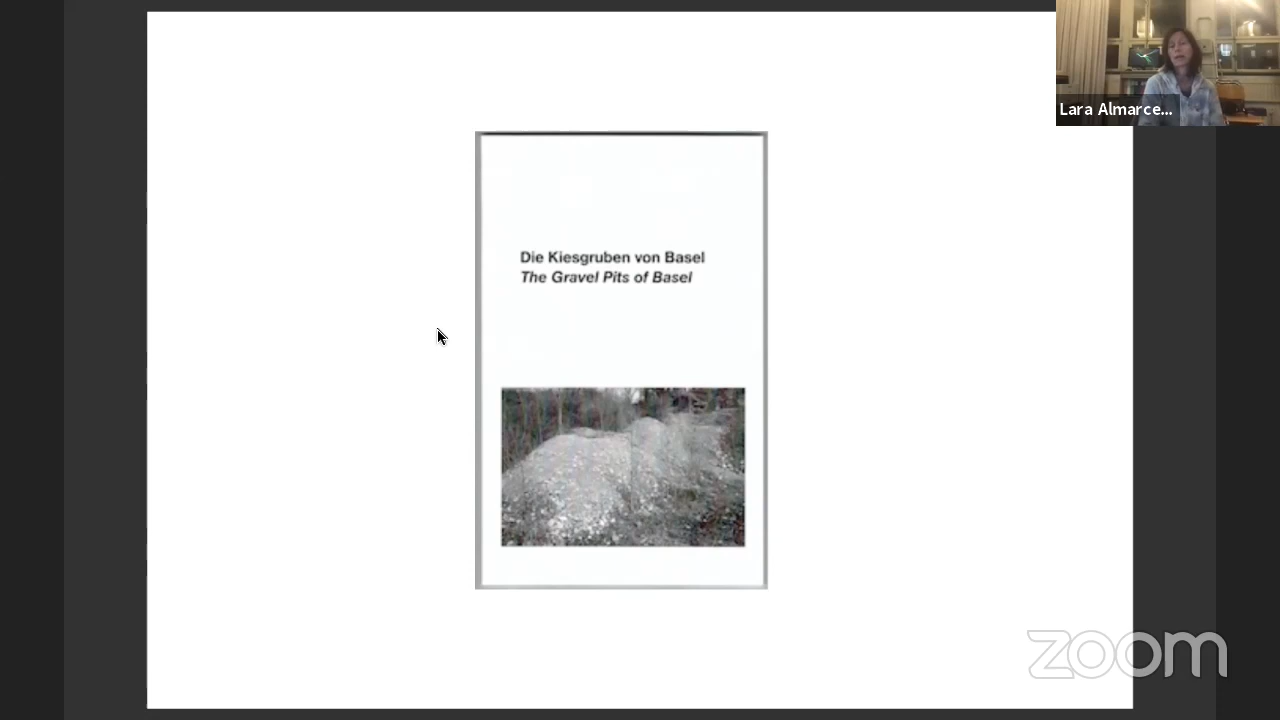 Lara Almarce...
Die Kiesgruben von Basel
The Gravel Pits of Basel
zoom